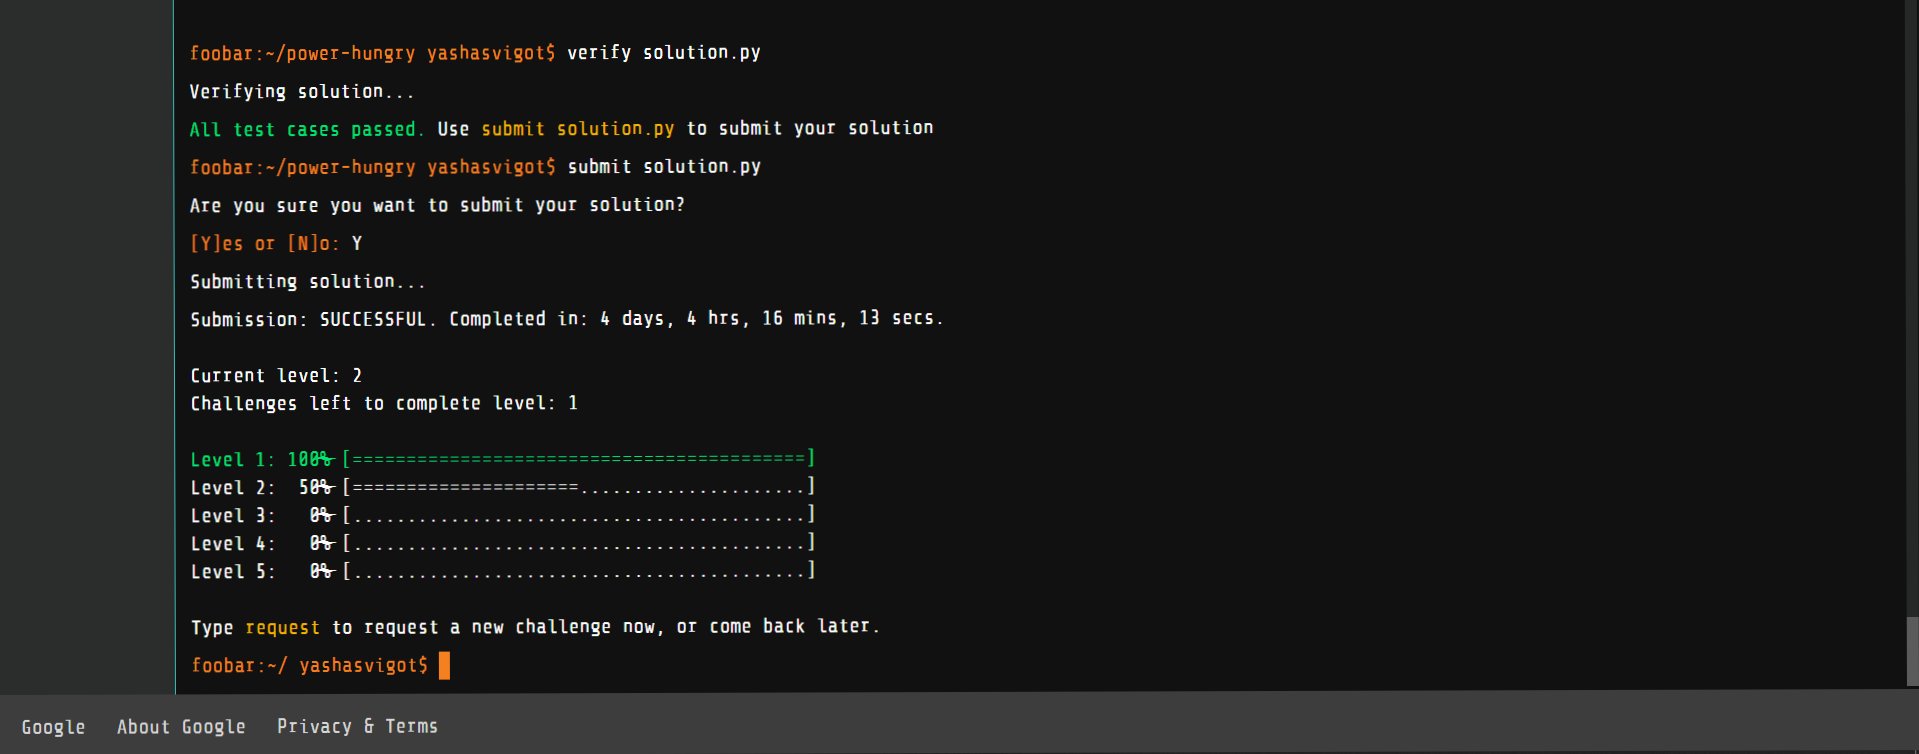 foobar:~/power-hungry yashasvigot$ verify solution.py
Verifying solution...
All test cases passed. Use submit solution.py to submit your solution
foobar:~/power-hungry yashasvigot$ submit solution.py
Are you sure you want to submit your solution?
[Y]es or [N]o: Y
Submitting solution...
Submission: SUCCESSFUL. Completed in: 4 days, 4 hrs, 16 mins, 13 secs.
Current level: 2
Challenges left to complete level: 1
Level 1: 100% [==========================================]
Level 2:  50% [=====================.....................]
Level 3:   0% [..........................................]
Level 4:   0% [..........................................]
Level 5:   0% [..........................................]
Type request to request a new challenge now, or come back later.
foobar:~/ yashasvigot$
Google About Google Privacy & Terms